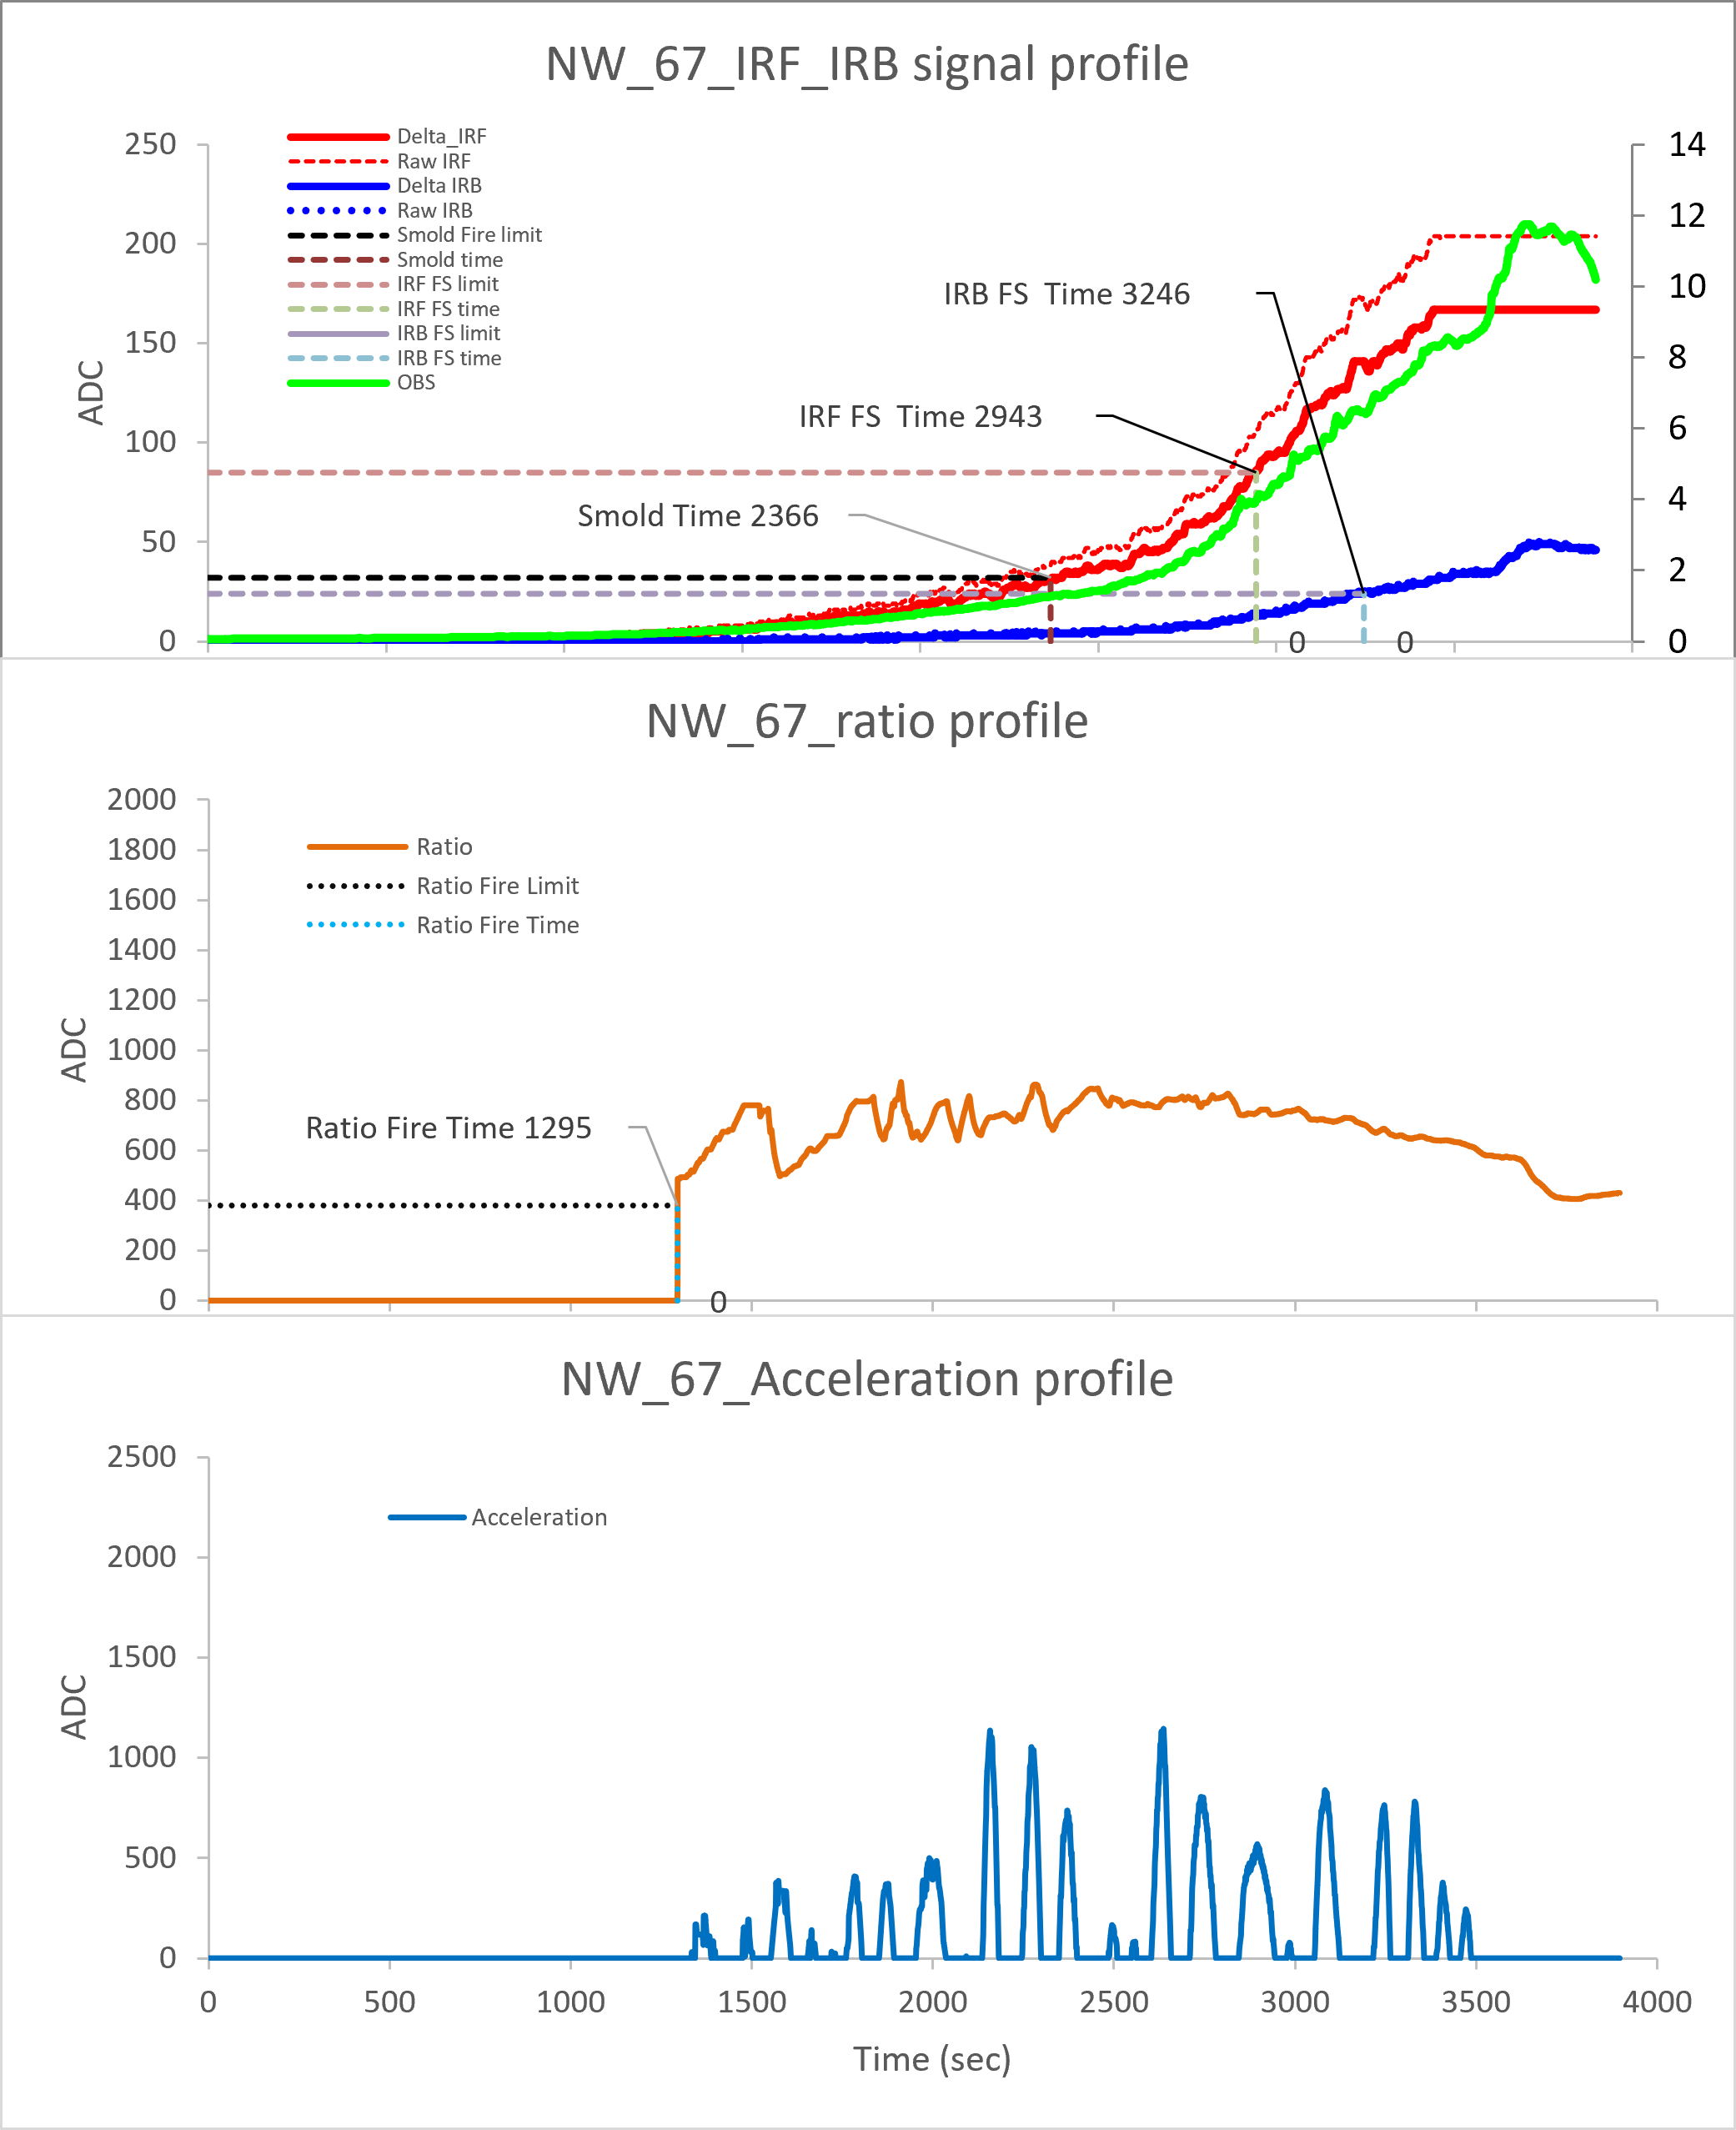 NW_67_IRF_IRB signal profile
Delta_IRF
Raw IRF
Delta IRB
Raw IRB
Smold Fire limit
Smold time
IRF FS limit
IRF FS time
IRB FS limit
IRB FS time
OBS
250
200
150
100
50
0
ADC
14
12
10
8
6
4
2
0
IRB FS  Time 3246
IRF FS  Time 2943
Smold Time 2366
0
0
NW_67_ratio profile
2000
1800
1600
1400
1200
1000
800
600
400
200
0
ADC
Ratio
Ratio Fire Limit
Ratio Fire Time
Ratio Fire Time 1295
0
NW_67_Acceleration profile
2500
2000
1500
1000
500
0
ADC
Acceleration
0 500 1000 1500 2000 2500 3000 3500 4000
Time (sec)